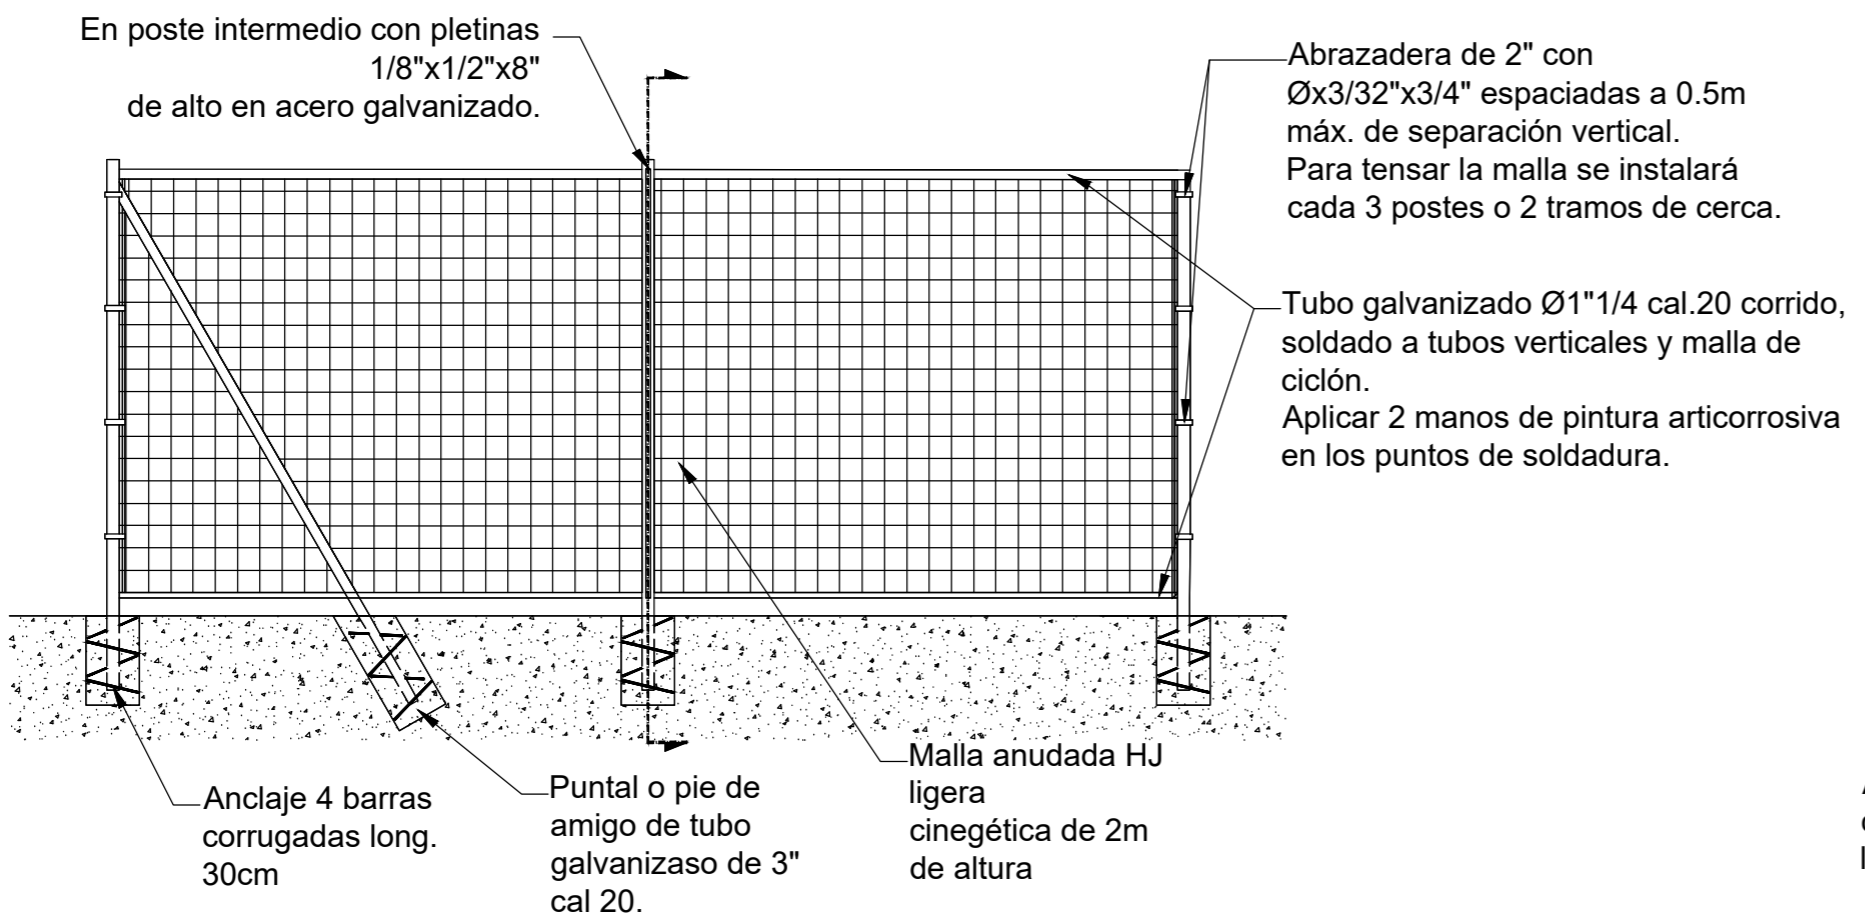 En poste intermedio con pletinas
1/8"x1/2"x8"
de alto en acero galvanizado.
Abrazadera de 2" con
Øx3/32"x3/4" espaciadas a 0.5m
máx. de separación vertical.
Para tensar la malla se instalará
cada 3 postes o 2 tramos de cerca.
Tubo galvanizado Ø1"1/4 cal.20 corrido,
soldado a tubos verticales y malla de
ciclón.
Aplicar 2 manos de pintura articorrosiva
en los puntos de soldadura.
Anclaje 4 barras
corrugadas long.
30cm
Puntal o pie de
amigo de tubo
galvanizaso de 3"
cal 20.
Malla anudada HJ
ligera
cinegética de 2m
de altura